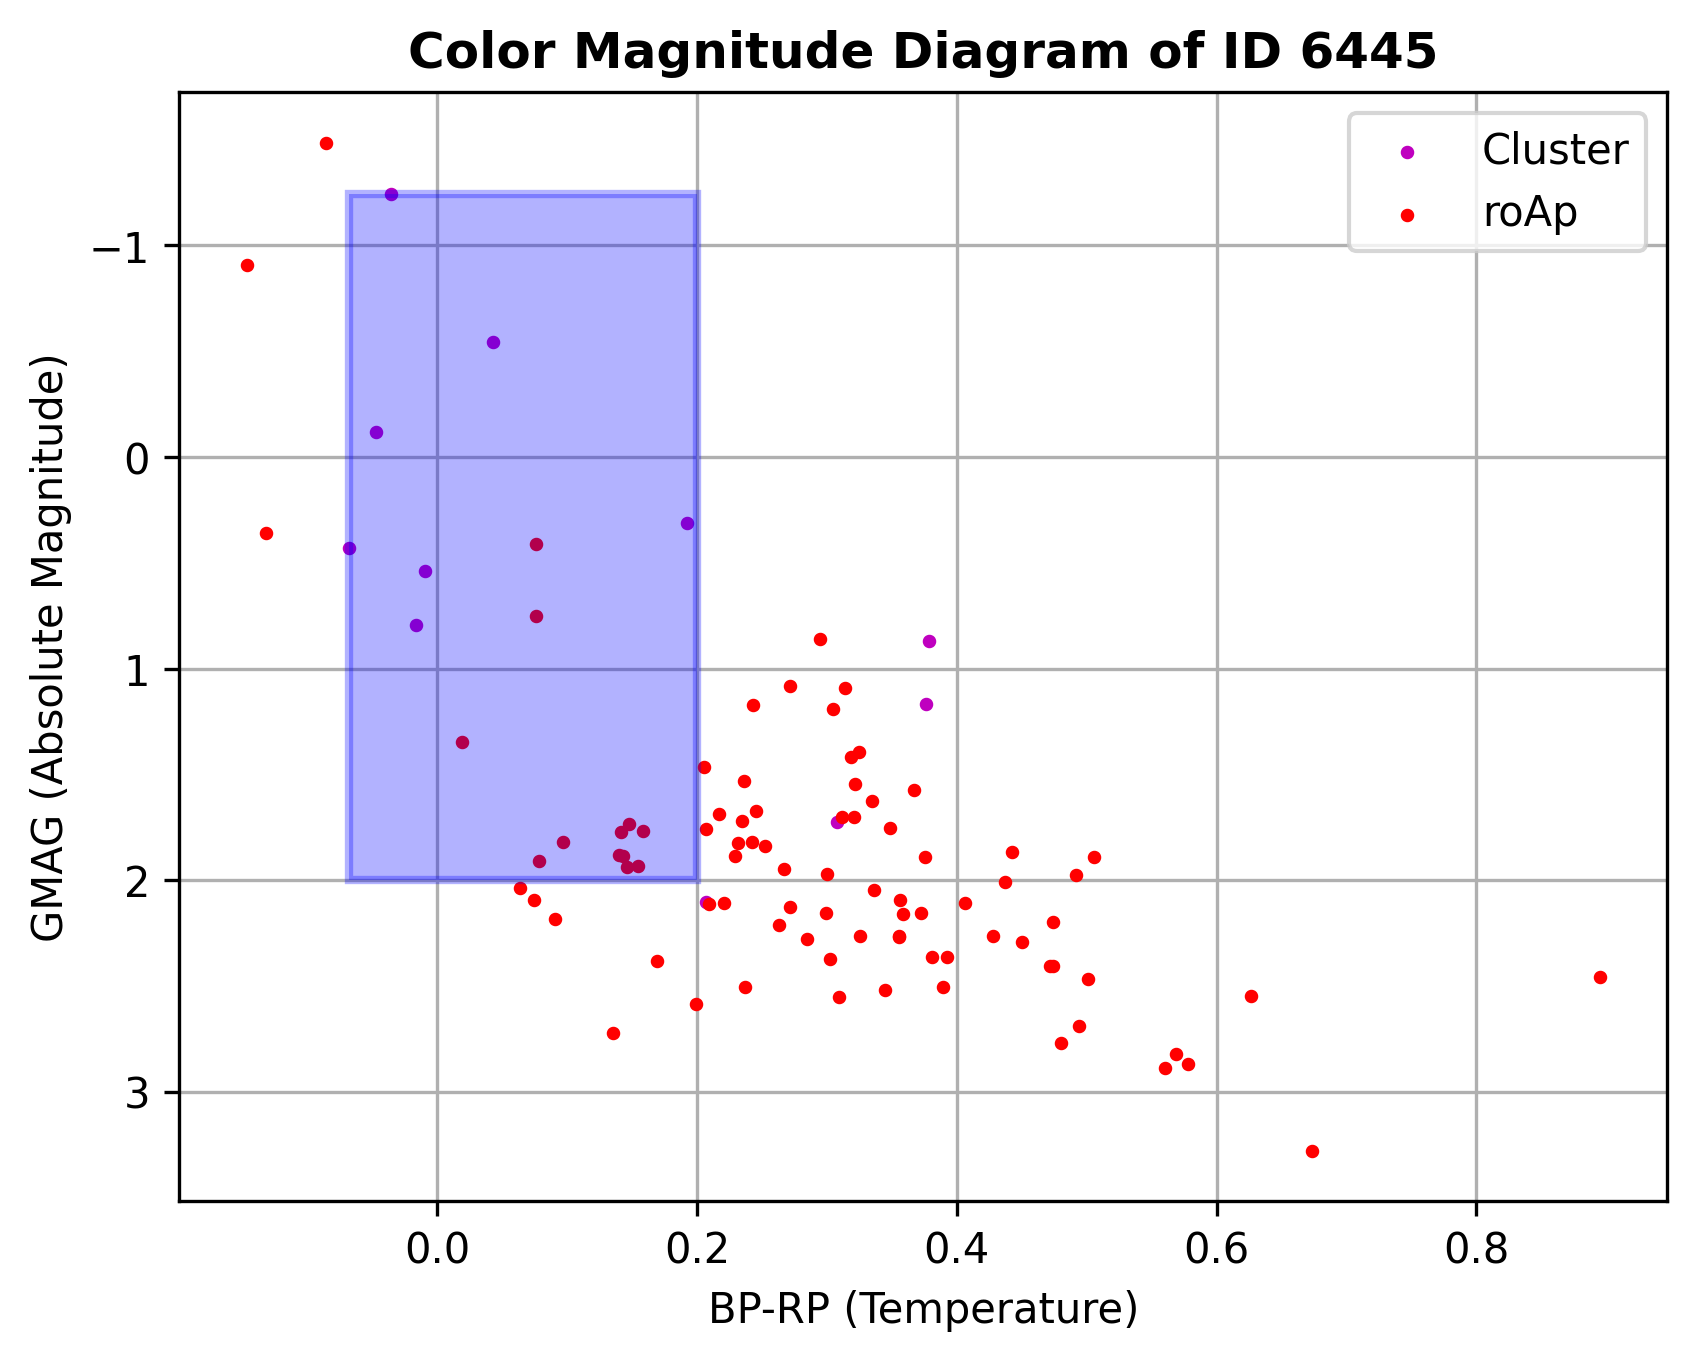 Color Magnitude Diagram of ID 6445
Cluster
roAp
−1
0
1
2
3
GMAG (Absolute Magnitude)
0.0 0.2 0.4 0.6 0.8
BP-RP (Temperature)